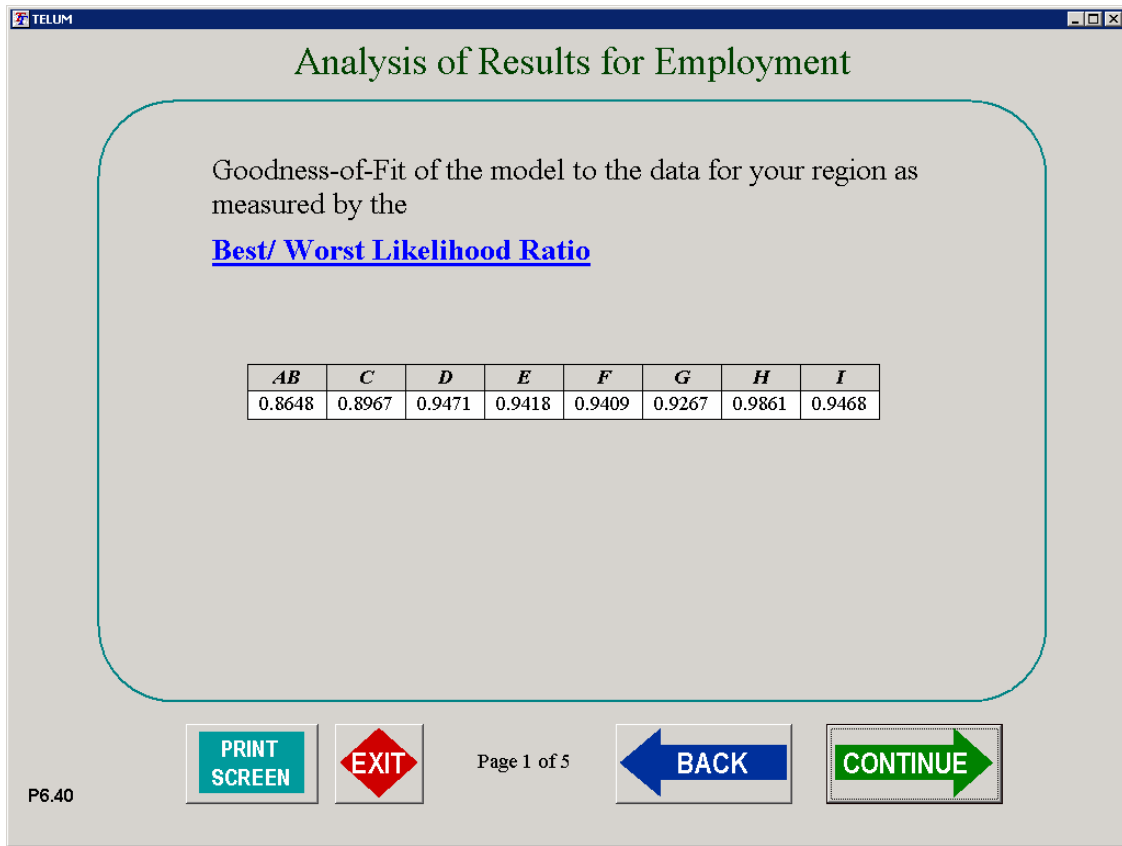 TELUM
Analysis of Results for Employment
Goodness-of-Fit of the model to the data for your region as
measured by the
Best/ Worst Likelihood Ratio
AB C D E F G H I
0.8648 0.8967 0.9471 0.9418 0.9409 0.9267 0.9861 0.9468
PRINT
SCREEN
EXIT
Page 1 of 5
BACK
CONTINUE
P6.40